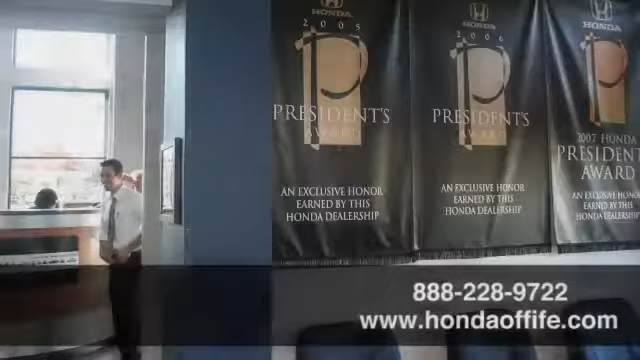 HONDA
2005
PRESIDENT'S
AWARD
AN EXCLUSIVE HONOR
EARNED BY THIS
HONDA DEALERSHIP
HONDA
2006
PRESIDENT'S
AWARD
AN EXCLUSIVE HONOR
EARNED BY THIS
HONDA DEALERSHIP
HONDA
2007 HONDA
PRESIDENT'
AWARD
AN EXCLUSIVE HONOR
EARNED BY THIS
HONDA DEALERSHIP
888-228-9722
www.hondaoffife.com